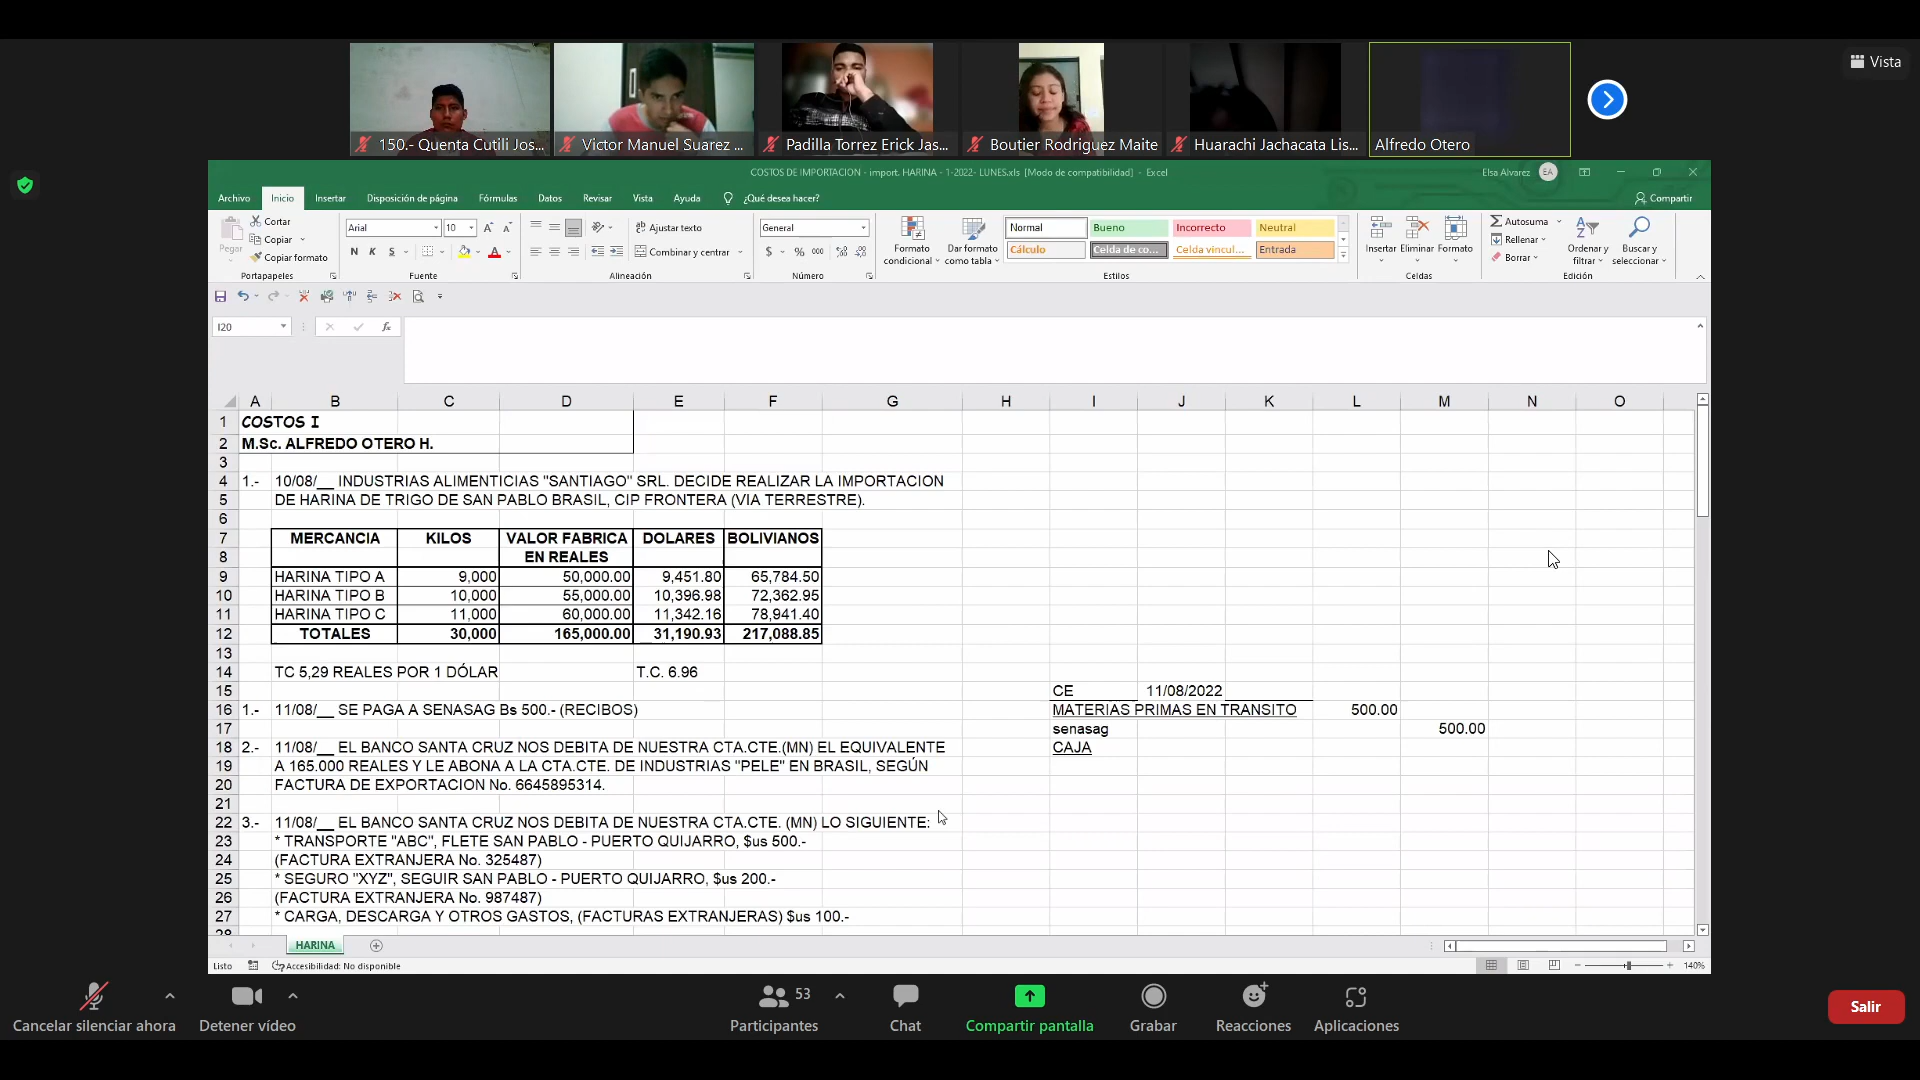 Vista
150.- Quenta Cutili Jos...
Victor Manuel Suarez ...
Padilla Torrez Erick Jas...
Boutier Rodriguez Maite
Huarachi Jachacata Lis...
Alfredo Otero
COSTOS DE IMPORTACION - import. HARINA - 1-2022- LUNES.xls [Modo de compatibilidad] - Excel
Elsa Alvarez EA
Archivo Inicio Insertar Disposición de página Fórmulas Datos Revisar Vista Ayuda ¿Qué desea hacer? Compartir
Pegar
Cortar
Copiar
Copiar formato
Portapapeles
Arial 10
N K S
Fuente
Ajustar texto
Combinar y centrar
Alineación
General
$ % 000
Número
Formato condicional
Dar formato como tabla
Normal Bueno Incorrecto Neutral
Cálculo Celda de co... Celda vincul... Entrada
Estilos
Insertar Eliminar Formato
Celdas
Autosuma
Rellenar
Borrar
Ordenar y filtrar
Buscar y seleccionar
Edición
I20 fx
A B C D E F G H I J K L M N O
1 COSTOS I
2 M.Sc. ALFREDO OTERO H.
3
4 1.- 10/08/__ INDUSTRIAS ALIMENTICIAS "SANTIAGO" SRL. DECIDE REALIZAR LA IMPORTACION
5 DE HARINA DE TRIGO DE SAN PABLO BRASIL, CIP FRONTERA (VIA TERRESTRE).
6
7 MERCANCIA KILOS VALOR FABRICA DOLARES BOLIVIANOS
8 EN REALES
9 HARINA TIPO A 9,000 50,000.00 9,451.80 65,784.50
10 HARINA TIPO B 10,000 55,000.00 10,396.98 72,362.95
11 HARINA TIPO C 11,000 60,000.00 11,342.16 78,941.40
12 TOTALES 30,000 165,000.00 31,190.93 217,088.85
13
14 TC 5,29 REALES POR 1 DÓLAR T.C. 6.96
15 CE 11/08/2022
16 1.- 11/08/__ SE PAGA A SENASAG Bs 500.- (RECIBOS) MATERIAS PRIMAS EN TRANSITO 500.00
17 senasag 500.00
18 2.- 11/08/__ EL BANCO SANTA CRUZ NOS DEBITA DE NUESTRA CTA.CTE.(MN) EL EQUIVALENTE CAJA
19 A 165.000 REALES Y LE ABONA A LA CTA.CTE. DE INDUSTRIAS "PELE" EN BRASIL, SEGÚN
20 FACTURA DE EXPORTACION No. 6645895314.
21
22 3.- 11/08/__ EL BANCO SANTA CRUZ NOS DEBITA DE NUESTRA CTA.CTE. (MN) LO SIGUIENTE:
23 * TRANSPORTE "ABC", FLETE SAN PABLO - PUERTO QUIJARRO, $us 500.-
24 (FACTURA EXTRANJERA No. 325487)
25 * SEGURO "XYZ", SEGUIR SAN PABLO - PUERTO QUIJARRO, $us 200.-
26 (FACTURA EXTRANJERA No. 987487)
27 * CARGA, DESCARGA Y OTROS GASTOS, (FACTURAS EXTRANJERAS) $us 100.-
28
HARINA
Listo Accesibilidad: No disponible 140%
Cancelar silenciar ahora
Detener vídeo
53
Participantes
Chat
Compartir pantalla
Grabar
Reacciones
Aplicaciones
Salir